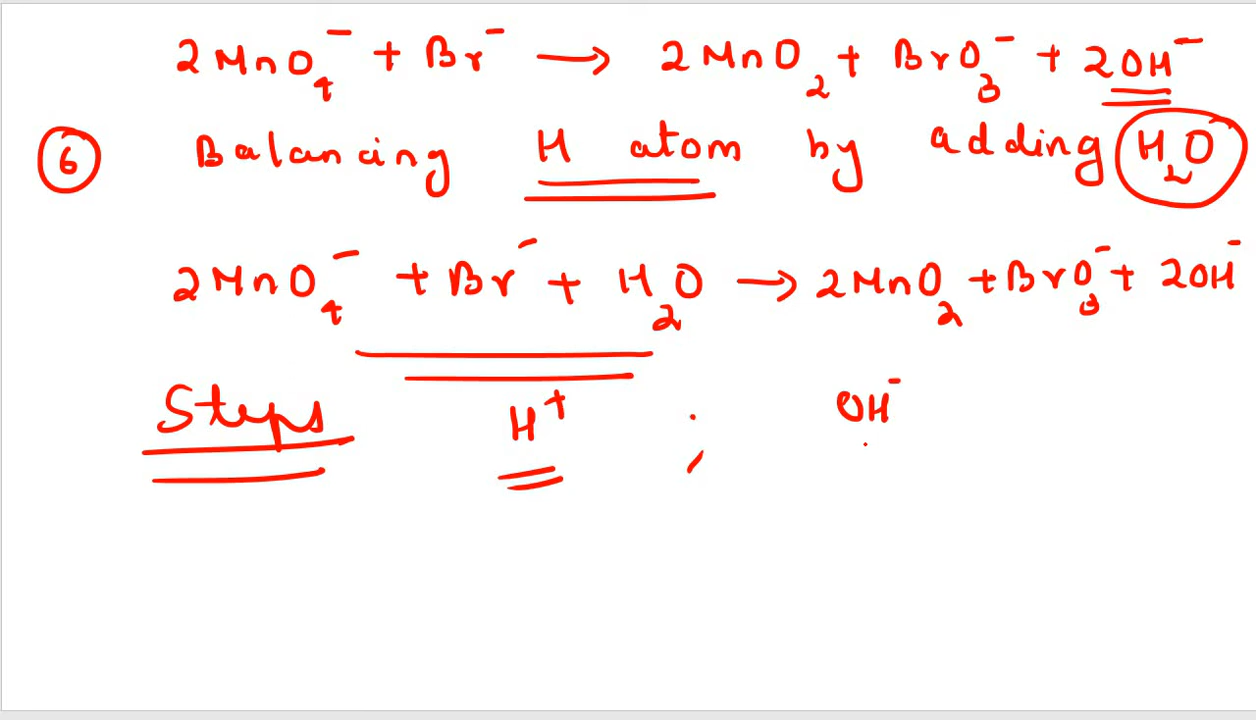 2MnO₄⁻ + Br⁻ → 2MnO₂ + BrO₃⁻ + 2OH⁻
6 Balancing H atom by adding H₂O
2MnO₄⁻ + Br⁻ + H₂O → 2MnO₂ + BrO₃⁻ + 2OH⁻
Steps H⁺ ; OH⁻